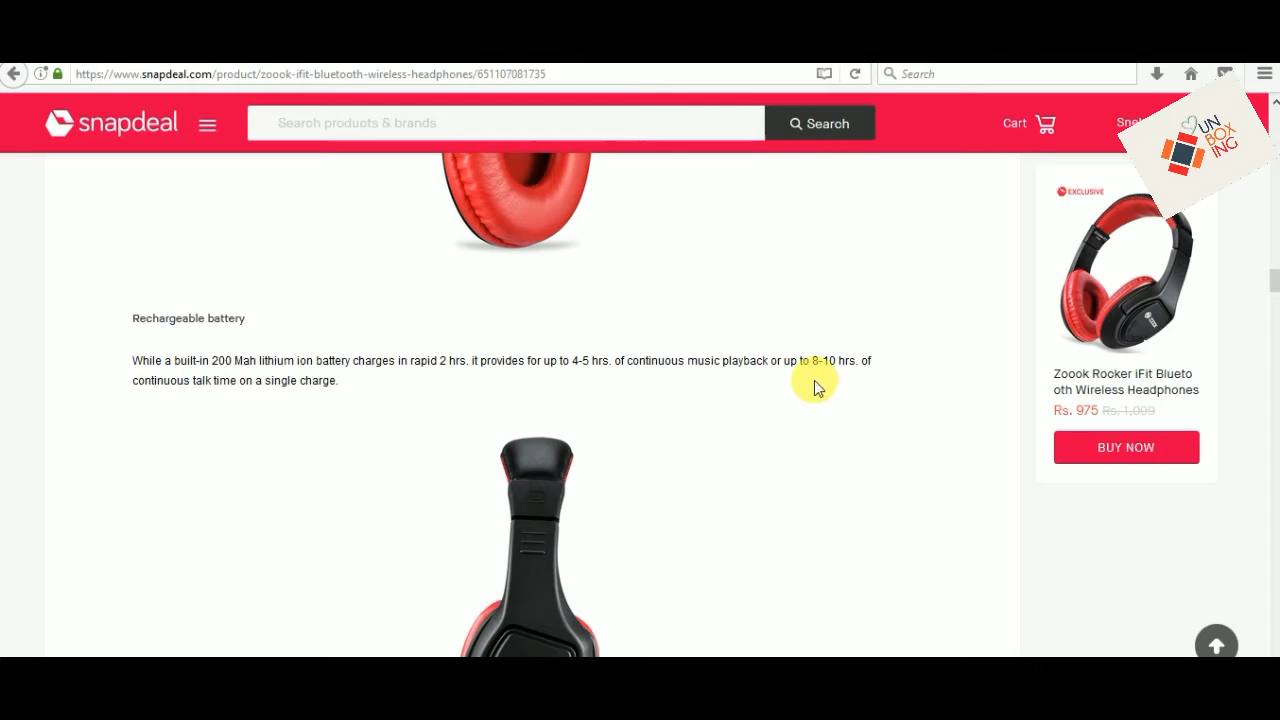 https://www.snapdeal.com/product/zoook-ifit-bluetooth-wireless-headphones/651107081735
Search
snapdeal
Search products & brands
Search
Cart
UN
BOX
ING
EXCLUSIVE
Rechargeable battery
While a built-in 200 Mah lithium ion battery charges in rapid 2 hrs. it provides for up to 4-5 hrs. of continuous music playback or up to 8-10 hrs. of
continuous talk time on a single charge.
Zoook Rocker iFit Blueto
oth Wireless Headphones
Rs. 975 Rs. 1,099
BUY NOW